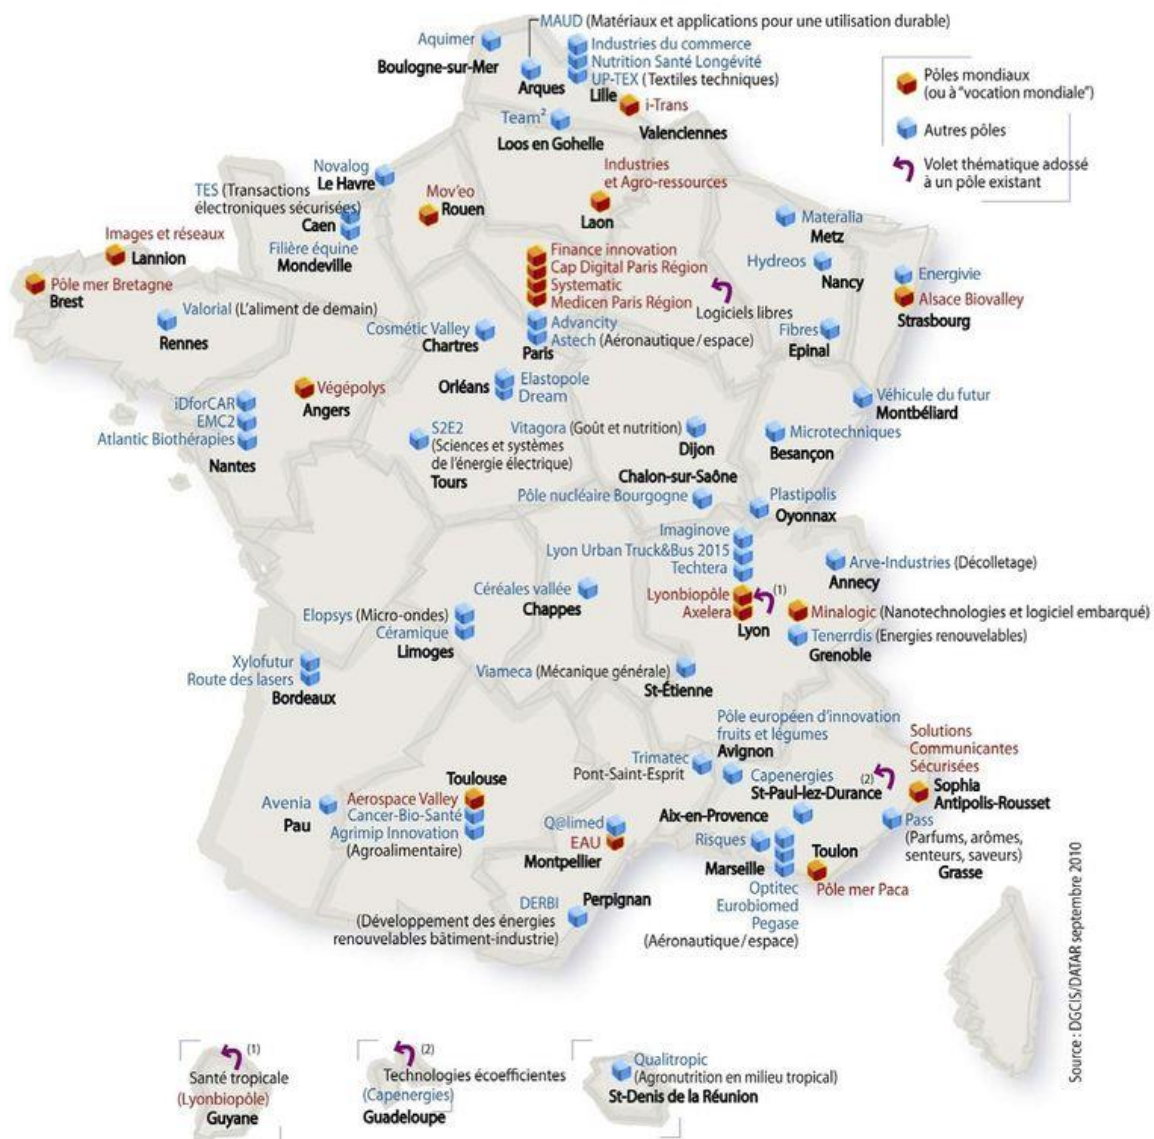 MAUD (Matériaux et applications pour une utilisation durable)
Aquimer
Boulogne-sur-Mer
Arques
Industries du commerce
Nutrition Santé Longévité
UP-TEX (Textiles techniques)
Lille
i-Trans
Valenciennes
Team²
Loos en Gohelle
Pôles mondiaux
(ou à "vocation mondiale")
Autres pôles
Volet thématique adossé
à un pôle existant
Novalog
Le Havre
TES (Transactions
électroniques sécurisées)
Caen
Filière équine
Mondeville
Mov'eo
Rouen
Industries
et Agro-ressources
Laon
Materalia
Metz
Hydreos
Nancy
Energivie
Alsace Biovalley
Strasbourg
Images et réseaux
Lannion
Pôle mer Bretagne
Brest
Valorial (L'aliment de demain)
Rennes
Finance innovation
Cap Digital Paris Région
Systematic
Medicen Paris Région
Logiciels libres
Advancity
Astech (Aéronautique/espace)
Paris
Cosmétic Valley
Chartres
Fibres
Epinal
Orléans
Elastopole
Dream
Végépolys
Angers
iDforCAR
EMC2
Atlantic Biothérapies
Nantes
S2E2
(Sciences et systèmes
de l'énergie électrique)
Tours
Vitagora (Goût et nutrition)
Dijon
Véhicule du futur
Montbéliard
Microtechniques
Besançon
Chalon-sur-Saône
Pôle nucléaire Bourgogne
Plastipolis
Oyonnax
Imaginove
Lyon Urban Truck&Bus 2015
Techtera
Lyonbiopôle
(1)
Axelera
Lyon
Arve-Industries (Décolletage)
Annecy
Minalogic (Nanotechnologies et logiciel embarqué)
Tenerrdis (Energies renouvelables)
Grenoble
Céréales vallée
Chappes
Elopsys (Micro-ondes)
Céramique
Limoges
Xylofutur
Route des lasers
Bordeaux
Viameca (Mécanique générale)
St-Étienne
Pôle européen d'innovation
fruits et légumes
Avignon
Trimatec
Pont-Saint-Esprit
Capenergies
(2)
St-Paul-lez-Durance
Solutions
Communicantes
Sécurisées
Sophia
Antipolis-Rousset
Aix-en-Provence
Pass
(Parfums, arômes,
senteurs, saveurs)
Grasse
Toulouse
Aerospace Valley
Cancer-Bio-Santé
Agrimip Innovation
(Agroalimentaire)
Avenia
Pau
Q@limed
EAU
Montpellier
Risques
Marseille
Optitec
Eurobiomed
Pegase
(Aéronautique/espace)
Toulon
Pôle mer Paca
Perpignan
DERBI
(Développement des énergies
renouvelables bâtiment-industrie)
Source : DGCIS/DATAR septembre 2010
(1)
Santé tropicale
(Lyonbiopôle)
Guyane
(2)
Technologies écoefficientes
(Capenergies)
Guadeloupe
Qualitropic
(Agronutrition en milieu tropical)
St-Denis de la Réunion